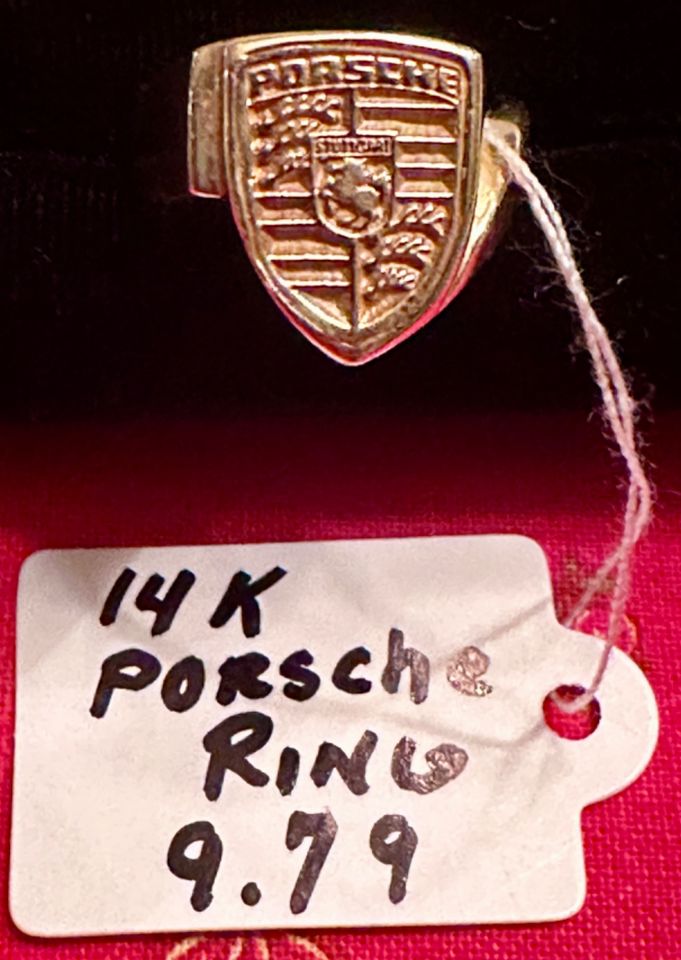 PORSCHE
STUTTGART
14K
PORSChe
RING
9.79